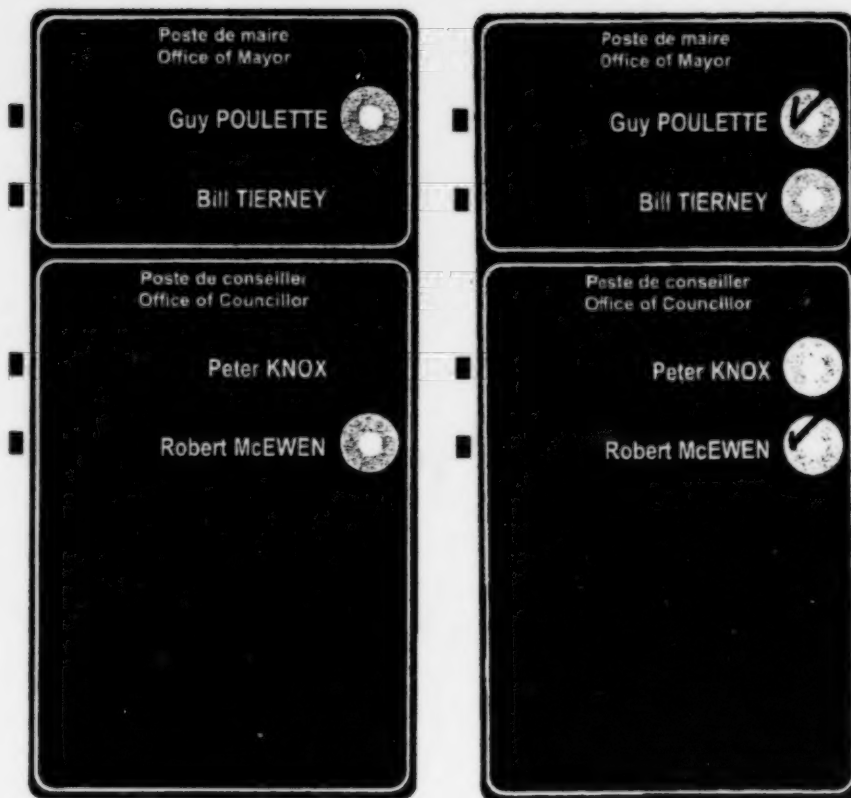 Poste de maire
Office of Mayor
Guy POULETTE
Bill TIERNEY
Poste de conseiller
Office of Councillor
Peter KNOX
Robert McEWEN
Poste de maire
Office of Mayor
Guy POULETTE
Bill TIERNEY
Poste de conseiller
Office of Councillor
Peter KNOX
Robert McEWEN